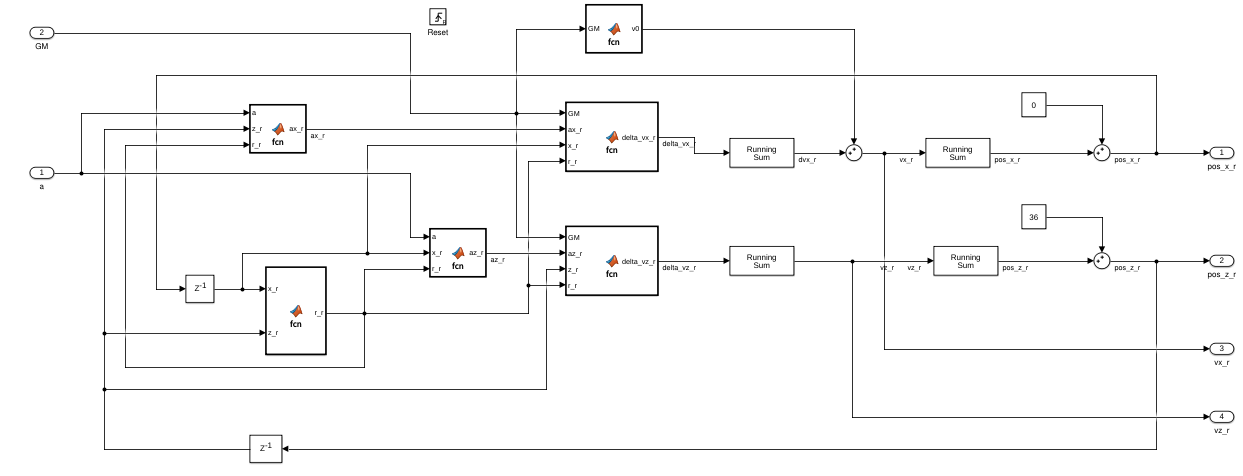 GM v0
fcn
Reset
2
GM
0
a
z_r ax_r
r_r
fcn
ax_r
GM
ax_r delta_vx_r
x_r
r_r
fcn
delta_vx_r
Running
Sum
dvx_r
vx_r
Running
Sum
pos_x_r
pos_x_r
1
pos_x_r
1
a
36
a
x_r az_r
r_r
fcn
az_r
GM
az_r delta_vz_r
z_r
r_r
fcn
delta_vz_r
Running
Sum
vz_r
vz_r
Running
Sum
pos_z_r
pos_z_r
2
pos_z_r
Z-1
x_r
r_r
z_r
fcn
3
vx_r
4
vz_r
Z-1